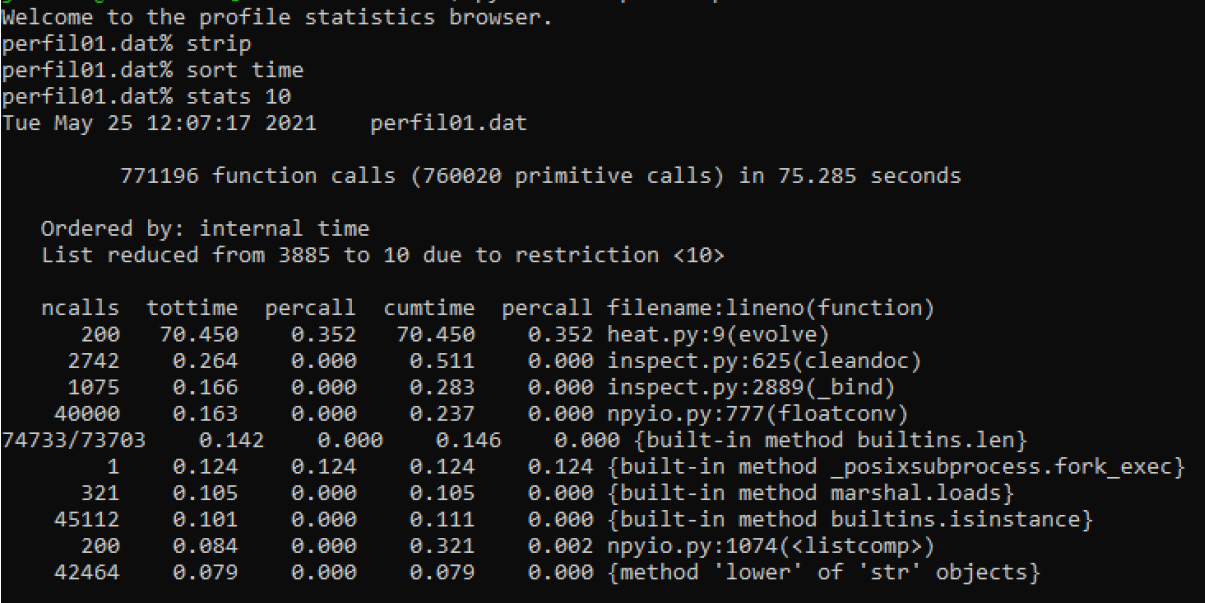 Welcome to the profile statistics browser.
perfil01.dat% strip
perfil01.dat% sort time
perfil01.dat% stats 10
Tue May 25 12:07:17 2021    perfil01.dat
771196 function calls (760020 primitive calls) in 75.285 seconds
Ordered by: internal time
List reduced from 3885 to 10 due to restriction <10>
ncalls  tottime  percall  cumtime  percall filename:lineno(function)
200   70.450    0.352   70.450    0.352 heat.py:9(evolve)
2742    0.264    0.000    0.511    0.000 inspect.py:625(cleandoc)
1075    0.166    0.000    0.283    0.000 inspect.py:2889(_bind)
40000    0.163    0.000    0.237    0.000 npyio.py:777(floatconv)
74733/73703    0.142    0.000    0.146    0.000 {built-in method builtins.len}
1    0.124    0.124    0.124    0.124 {built-in method _posixsubprocess.fork_exec}
321    0.105    0.000    0.105    0.000 {built-in method marshal.loads}
45112    0.101    0.000    0.111    0.000 {built-in method builtins.isinstance}
200    0.084    0.000    0.321    0.002 npyio.py:1074(<listcomp>)
42464    0.079    0.000    0.079    0.000 {method 'lower' of 'str' objects}